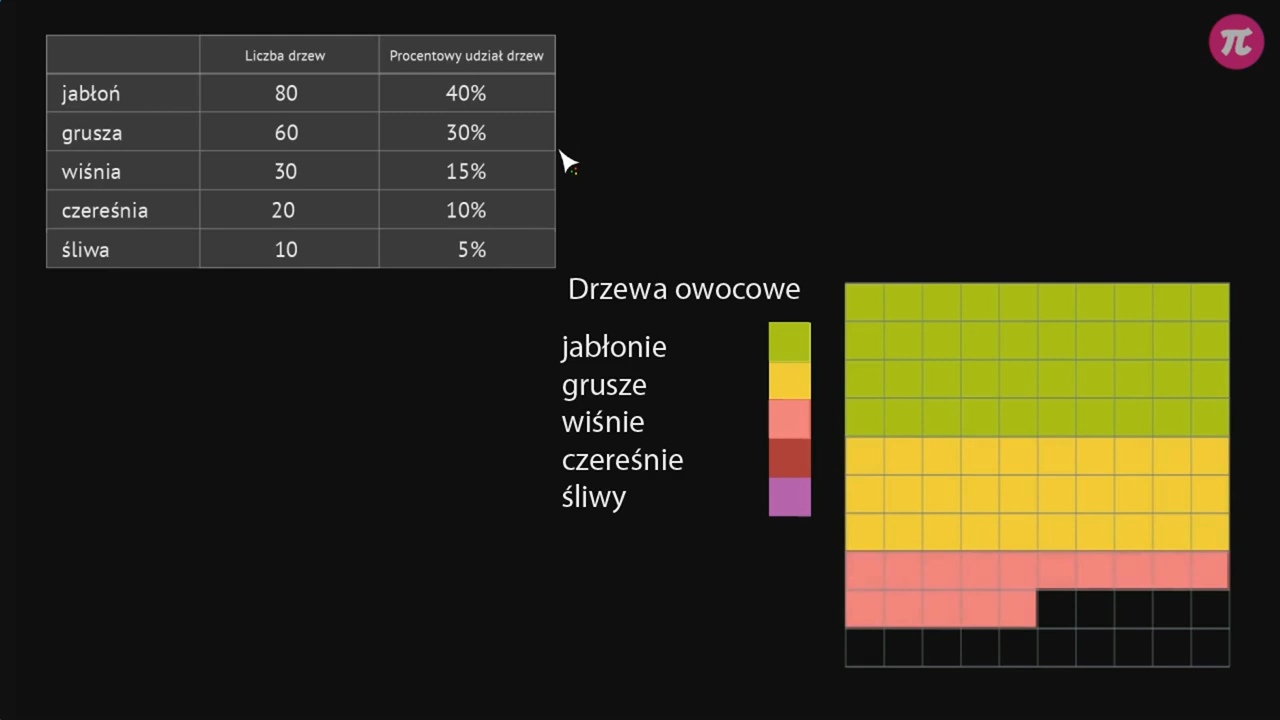 Liczba drzew Procentowy udział drzew
jabłoń 80 40%
grusza 60 30%
wiśnia 30 15%
czereśnia 20 10%
śliwa 10 5%
Drzewa owocowe
jabłonie
grusze
wiśnie
czereśnie
śliwy
π